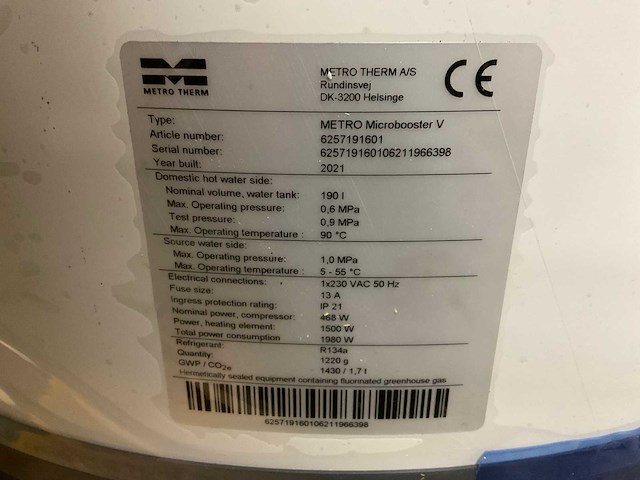 METRO THERM
METRO THERM A/S
Rundinsvej
DK-3200 Helsinge
CE
Type: METRO Microbooster V
Article number: 6257191601
Serial number: 625719160106211966398
Year built: 2021
Domestic hot water side:
Nominal volume, water tank: 190 l
Max. Operating pressure: 0,6 MPa
Test pressure: 0,9 MPa
Max. Operating temperature : 90 °C
Source water side:
Max. Operating pressure: 1,0 MPa
Max. Operating temperature : 5 - 55 °C
Electrical connections: 1x230 VAC 50 Hz
Fuse size: 13 A
Ingress protection rating: IP 21
Nominal power, compressor: 468 W
Power, heating element: 1500 W
Total power consumption 1980 W
Refrigerant: R134a
Quantity: 1220 g
GWP / CO2e 1430 / 1,7 t
Hermetically sealed equipment containing fluorinated greenhouse gas
625719160106211966398